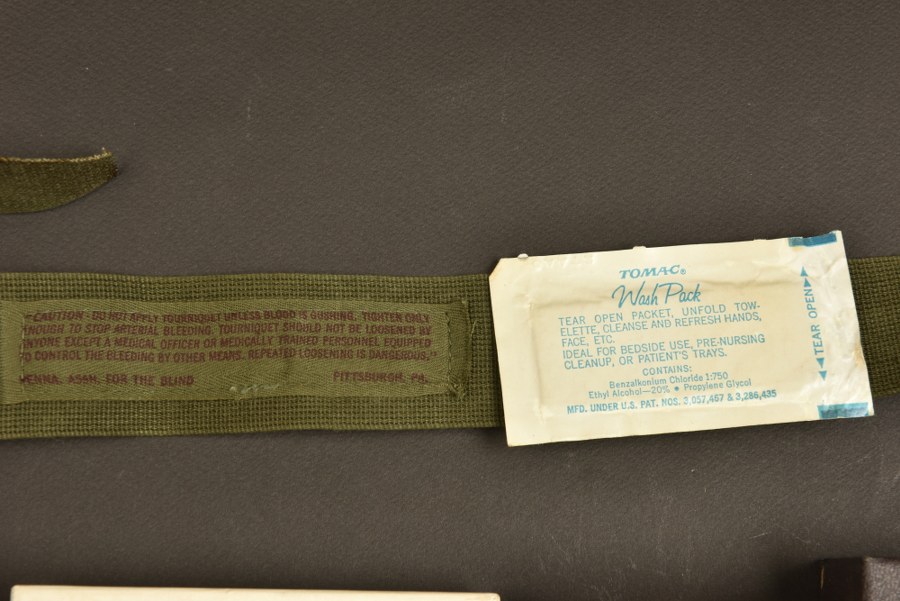 "CAUTION - DO NOT APPLY TOURNIQUET UNLESS BLOOD IS GUSHING. TIGHTEN ONLY
ENOUGH TO STOP ARTERIAL BLEEDING. TOURNIQUET SHOULD NOT BE LOOSENED BY
ANYONE EXCEPT A MEDICAL OFFICER OR MEDICALLY TRAINED PERSONNEL EQUIPPED
TO CONTROL THE BLEEDING BY OTHER MEANS. REPEATED LOOSENING IS DANGEROUS."
PENNA. ASSN. FOR THE BLIND PITTSBURGH, PA.
TOMAC®
Wash Pack
TEAR OPEN PACKET, UNFOLD TOW-
ELETTE, CLEANSE AND REFRESH HANDS,
FACE, ETC.
IDEAL FOR BEDSIDE USE, PRE-NURSING
CLEANUP, OR PATIENT'S TRAYS.
CONTAINS:
Benzalkonium Chloride 1:750
Ethyl Alcohol—20% • Propylene Glycol
MFD. UNDER U.S. PAT. NOS. 3,057,467 & 3,286,435
TEAR OPEN